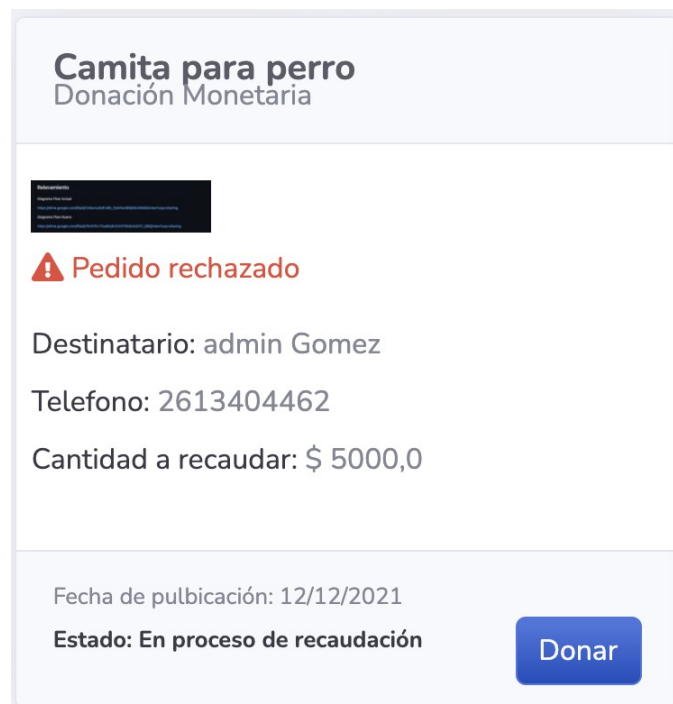 Camita para perro
Donación Monetaria
Relevamiento
Pedido rechazado
Destinatario: admin Gomez
Telefono: 2613404462
Cantidad a recaudar: $ 5000,0
Fecha de pulbicación: 12/12/2021
Estado: En proceso de recaudación
Donar